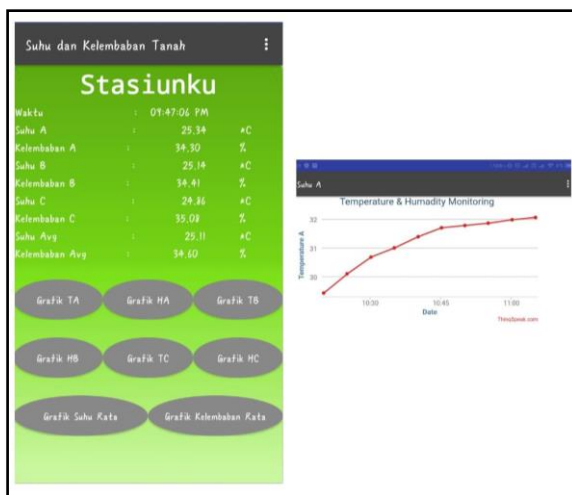 Suhu dan Kelembaban Tanah
Stasiunku
Waktu : 09:47:06 PM
Suhu A : 25.34 °C
Kelembaban A : 34.30 %
Suhu B : 25.14 °C
Kelembaban B : 34.41 %
Suhu C : 24.86 °C
Kelembaban C : 35.08 %
Suhu Avg : 25.11 °C
Kelembaban Avg : 34.60 %
Grafik TA Grafik HA Grafik TB
Grafik HB Grafik TC Grafik HC
Grafik Suhu Rata Grafik Kelembaban Rata
Suhu A
Temperature & Humadity Monitoring
Temperature A
32
31
30
10:30 10:45 11:00
Date
ThingSpeak.com